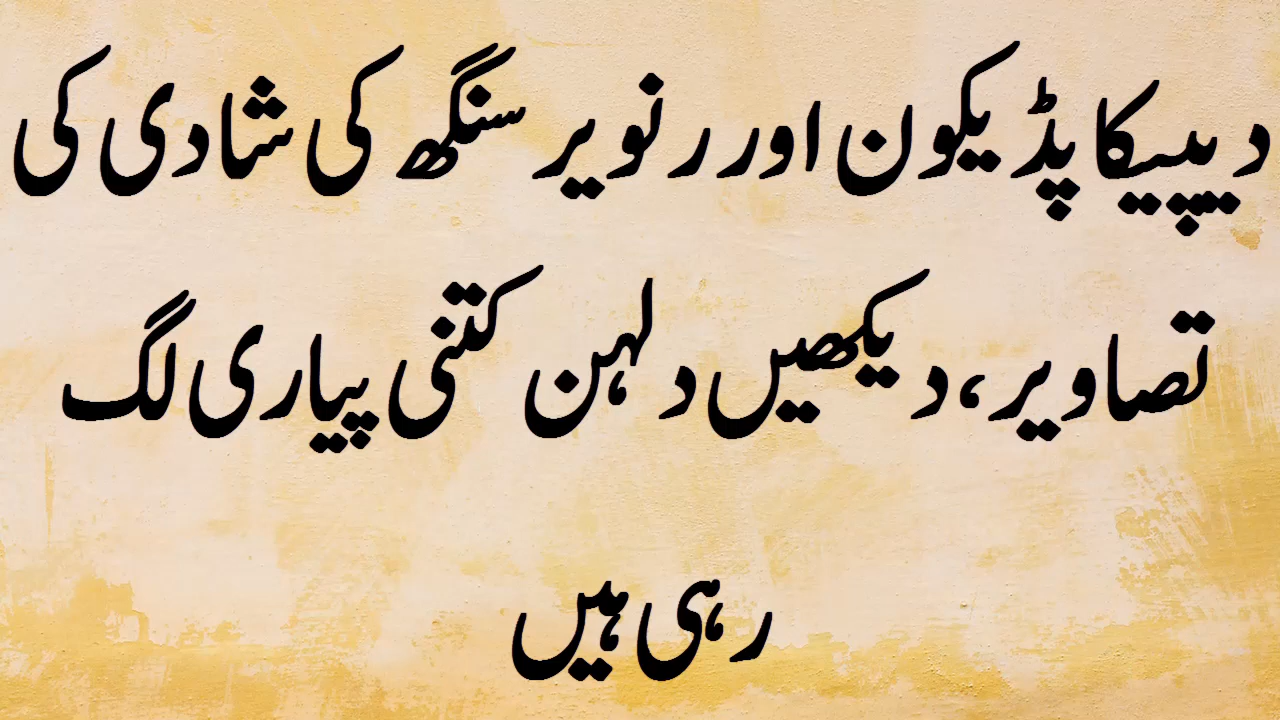 دیپیکا پڈیکون اور رنویر سنگھ کی شادی کی
تصاویر، دیکھیں دلہن کتنی پیاری لگ
رہی ہیں